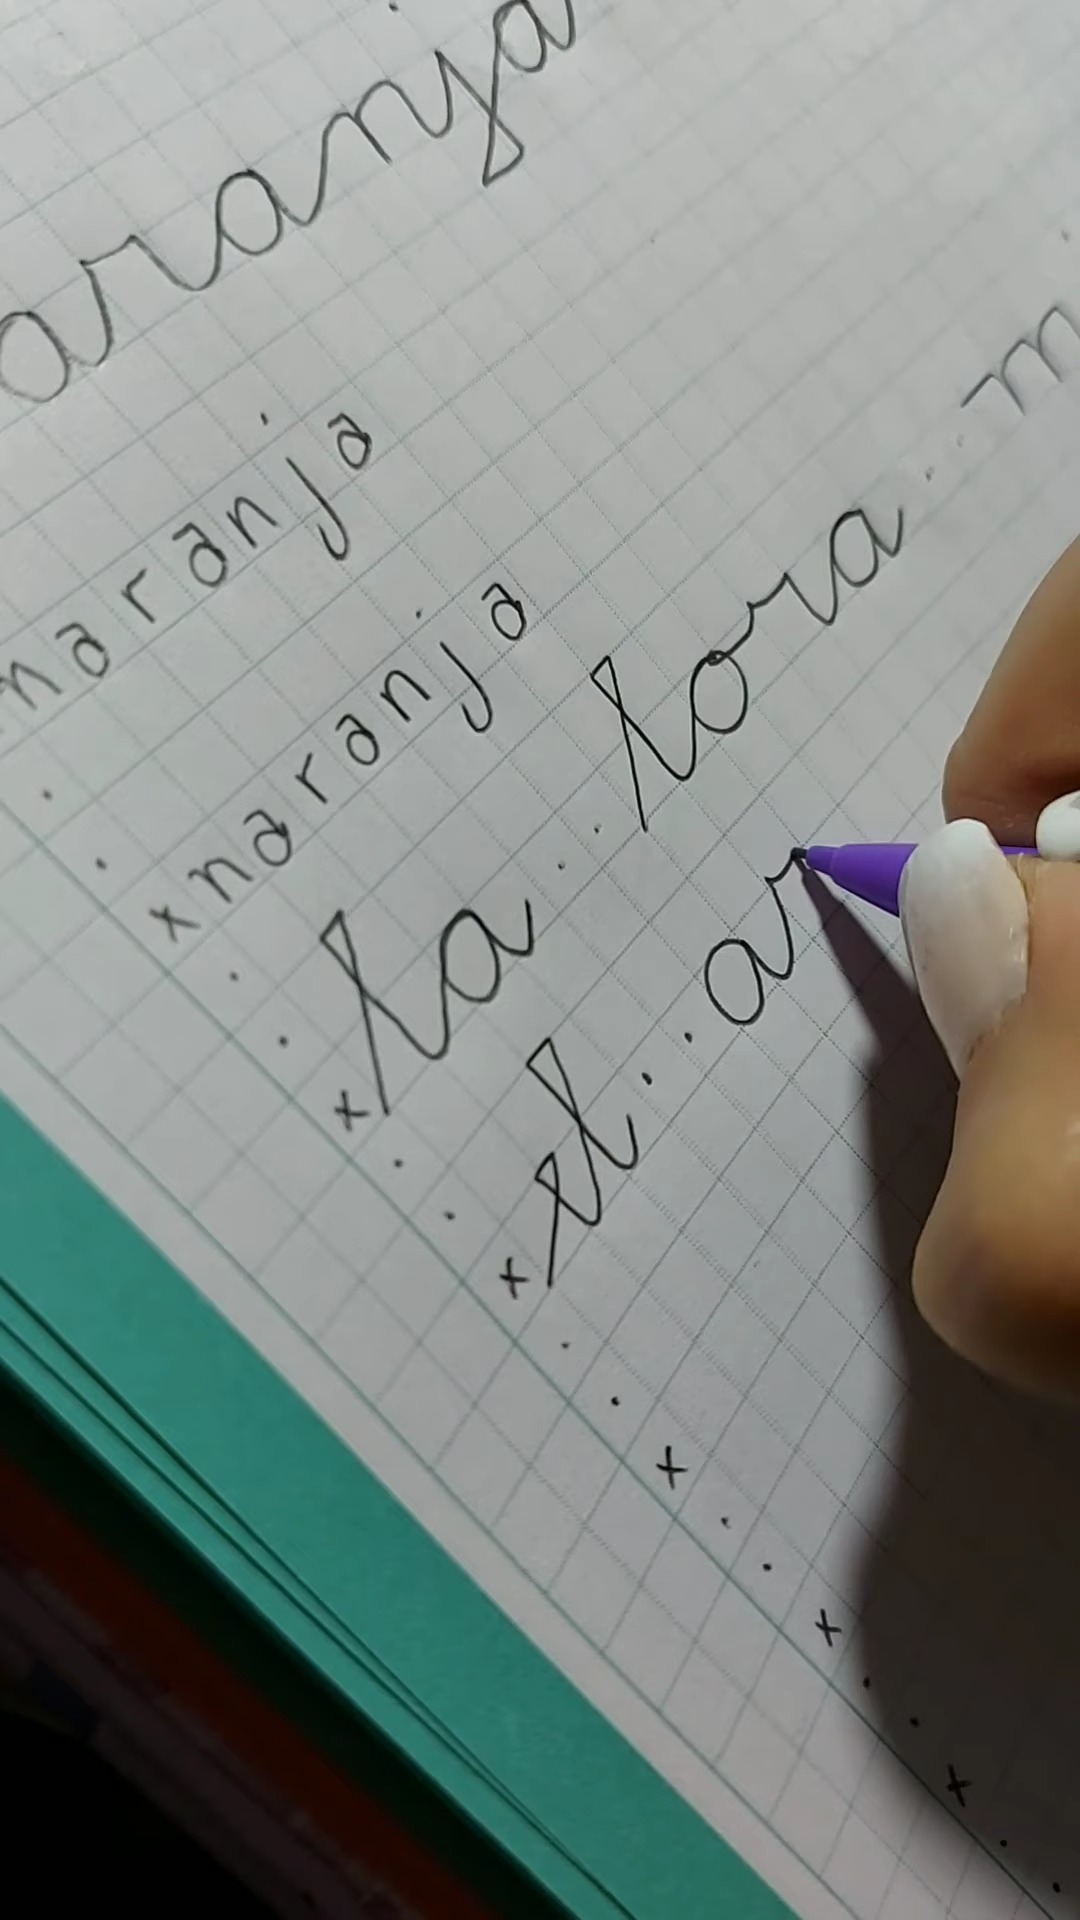 aranja
naranja
x naranja
x la . . lora . . m
x el . . ar
x
x
x